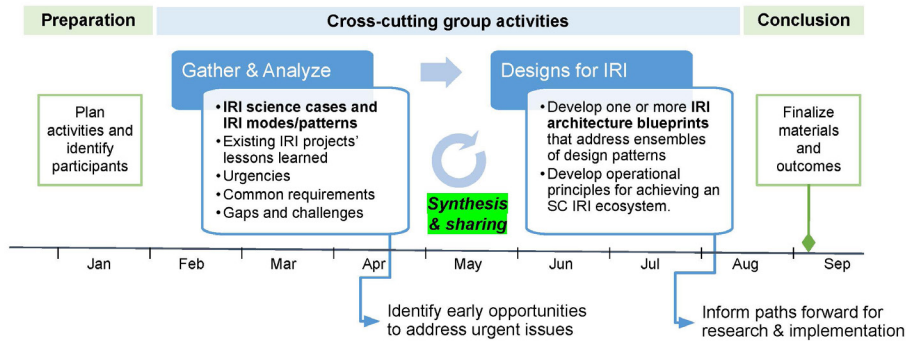 Preparation
Cross-cutting group activities
Conclusion
Gather & Analyze
Designs for IRI
Plan
activities and
identify
participants
•IRI science cases and
IRI modes/patterns
•Existing IRI projects'
lessons learned
•Urgencies
•Common requirements
•Gaps and challenges
Synthesis
& sharing
•Develop one or more IRI
architecture blueprints
that address ensembles
of design patterns
•Develop operational
principles for achieving an
SC IRI ecosystem.
Finalize
materials
and
outcomes
Jan
Feb
Mar
Apr
May
Jun
Jul
Aug
Sep
Identify early opportunities
to address urgent issues
Inform paths forward for
research & implementation